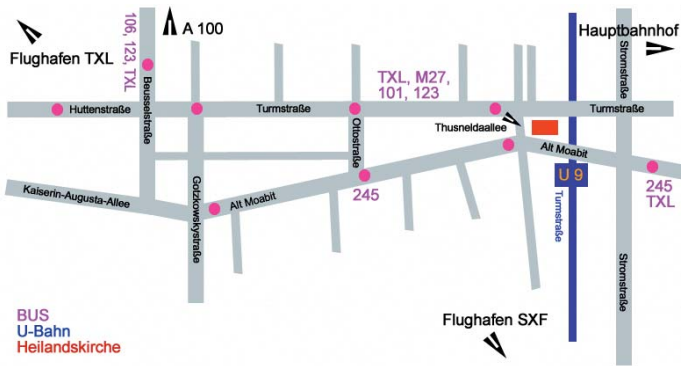 106, 123, TXL
A 100
Flughafen TXL
Beusselstraße
TXL, M27,
101, 123
Stromstraße
Hauptbahnhof
Huttenstraße
Turmstraße
Turmstraße
Ottostraße
Thusneldaallee
Alt Moabit
Kaiserin-Augusta-Allee
Gotzkowskystraße
Alt Moabit
245
U 9
Turmstraße
245
TXL
Stromstraße
BUS
U-Bahn
Heilandskirche
Flughafen SXF